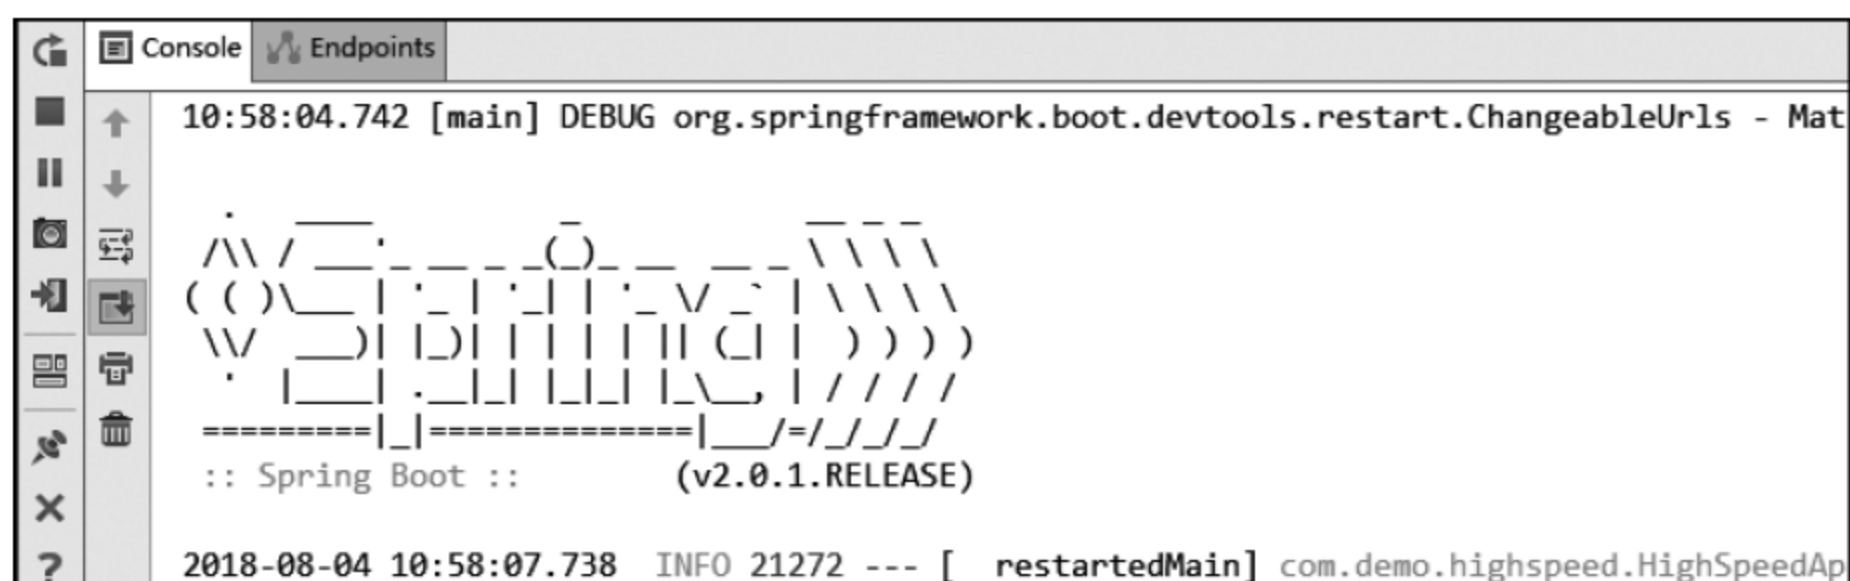 Console Endpoints
10:58:04.742 [main] DEBUG org.springframework.boot.devtools.restart.ChangeableUrls - Mat
  .   ____          _            __ _ _
 /\\ / ___'_ __ _ _(_)_ __  __ _ \ \ \ \
( ( )\___ | '_ | '_| | '_ \/ _` | \ \ \ \
 \\/  ___)| |_)| | | | | || (_| |  ) ) ) )
  '  |____| .__|_| |_|_| |_\__, | / / / /
 =========|_|==============|___/=/_/_/_/
:: Spring Boot :: (v2.0.1.RELEASE)
2018-08-04 10:58:07.738 INFO 21272 --- [ restartedMain] com.demo.highspeed.HighSpeedAp